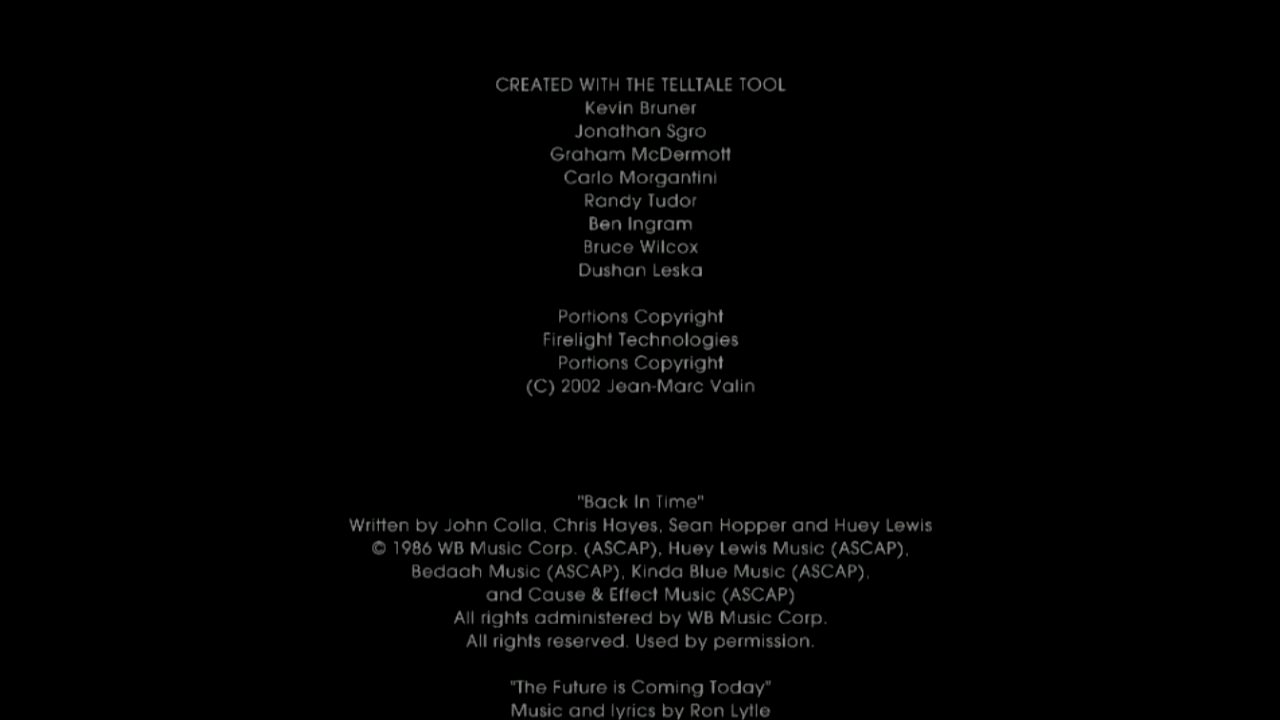 CREATED WITH THE TELLTALE TOOL
Kevin Bruner
Jonathan Sgro
Graham McDermott
Carlo Morgantini
Randy Tudor
Ben Ingram
Bruce Wilcox
Dushan Leska
Portions Copyright
Firelight Technologies
Portions Copyright
(C) 2002 Jean-Marc Valin
"Back In Time"
Written by John Colla, Chris Hayes, Sean Hopper and Huey Lewis
© 1986 WB Music Corp. (ASCAP), Huey Lewis Music (ASCAP),
Bedaah Music (ASCAP), Kinda Blue Music (ASCAP),
and Cause & Effect Music (ASCAP)
All rights administered by WB Music Corp.
All rights reserved. Used by permission.
"The Future is Coming Today"
Music and lyrics by Ron Lytle